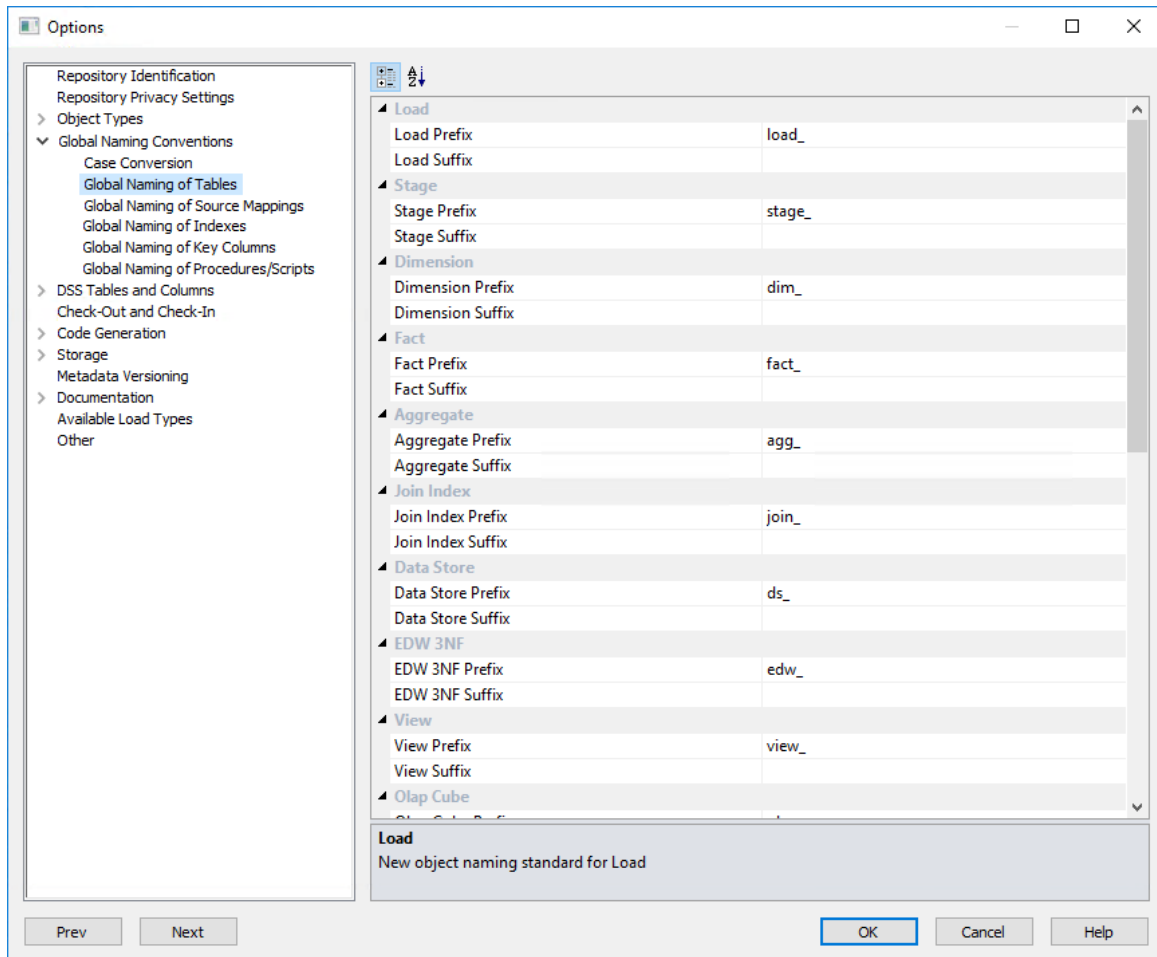 Options
Repository Identification
Repository Privacy Settings
Object Types
Global Naming Conventions
Case Conversion
Global Naming of Tables
Global Naming of Source Mappings
Global Naming of Indexes
Global Naming of Key Columns
Global Naming of Procedures/Scripts
DSS Tables and Columns
Check-Out and Check-In
Code Generation
Storage
Metadata Versioning
Documentation
Available Load Types
Other
Load
Load Prefix load_
Load Suffix
Stage
Stage Prefix stage_
Stage Suffix
Dimension
Dimension Prefix dim_
Dimension Suffix
Fact
Fact Prefix fact_
Fact Suffix
Aggregate
Aggregate Prefix agg_
Aggregate Suffix
Join Index
Join Index Prefix join_
Join Index Suffix
Data Store
Data Store Prefix ds_
Data Store Suffix
EDW 3NF
EDW 3NF Prefix edw_
EDW 3NF Suffix
View
View Prefix view_
View Suffix
Olap Cube
Load
New object naming standard for Load
Prev Next OK Cancel Help